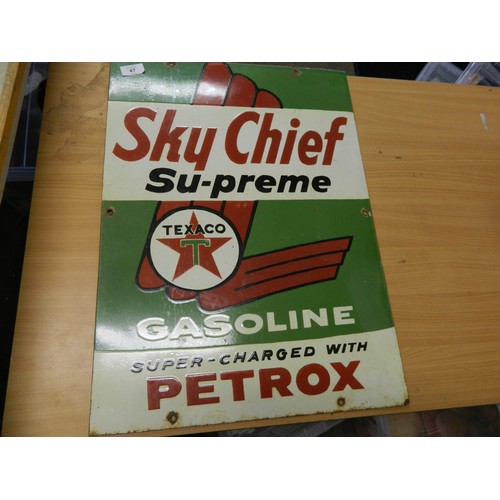 Sky Chief
Su-preme
TEXACO
T
GASOLINE
SUPER-CHARGED WITH
PETROX